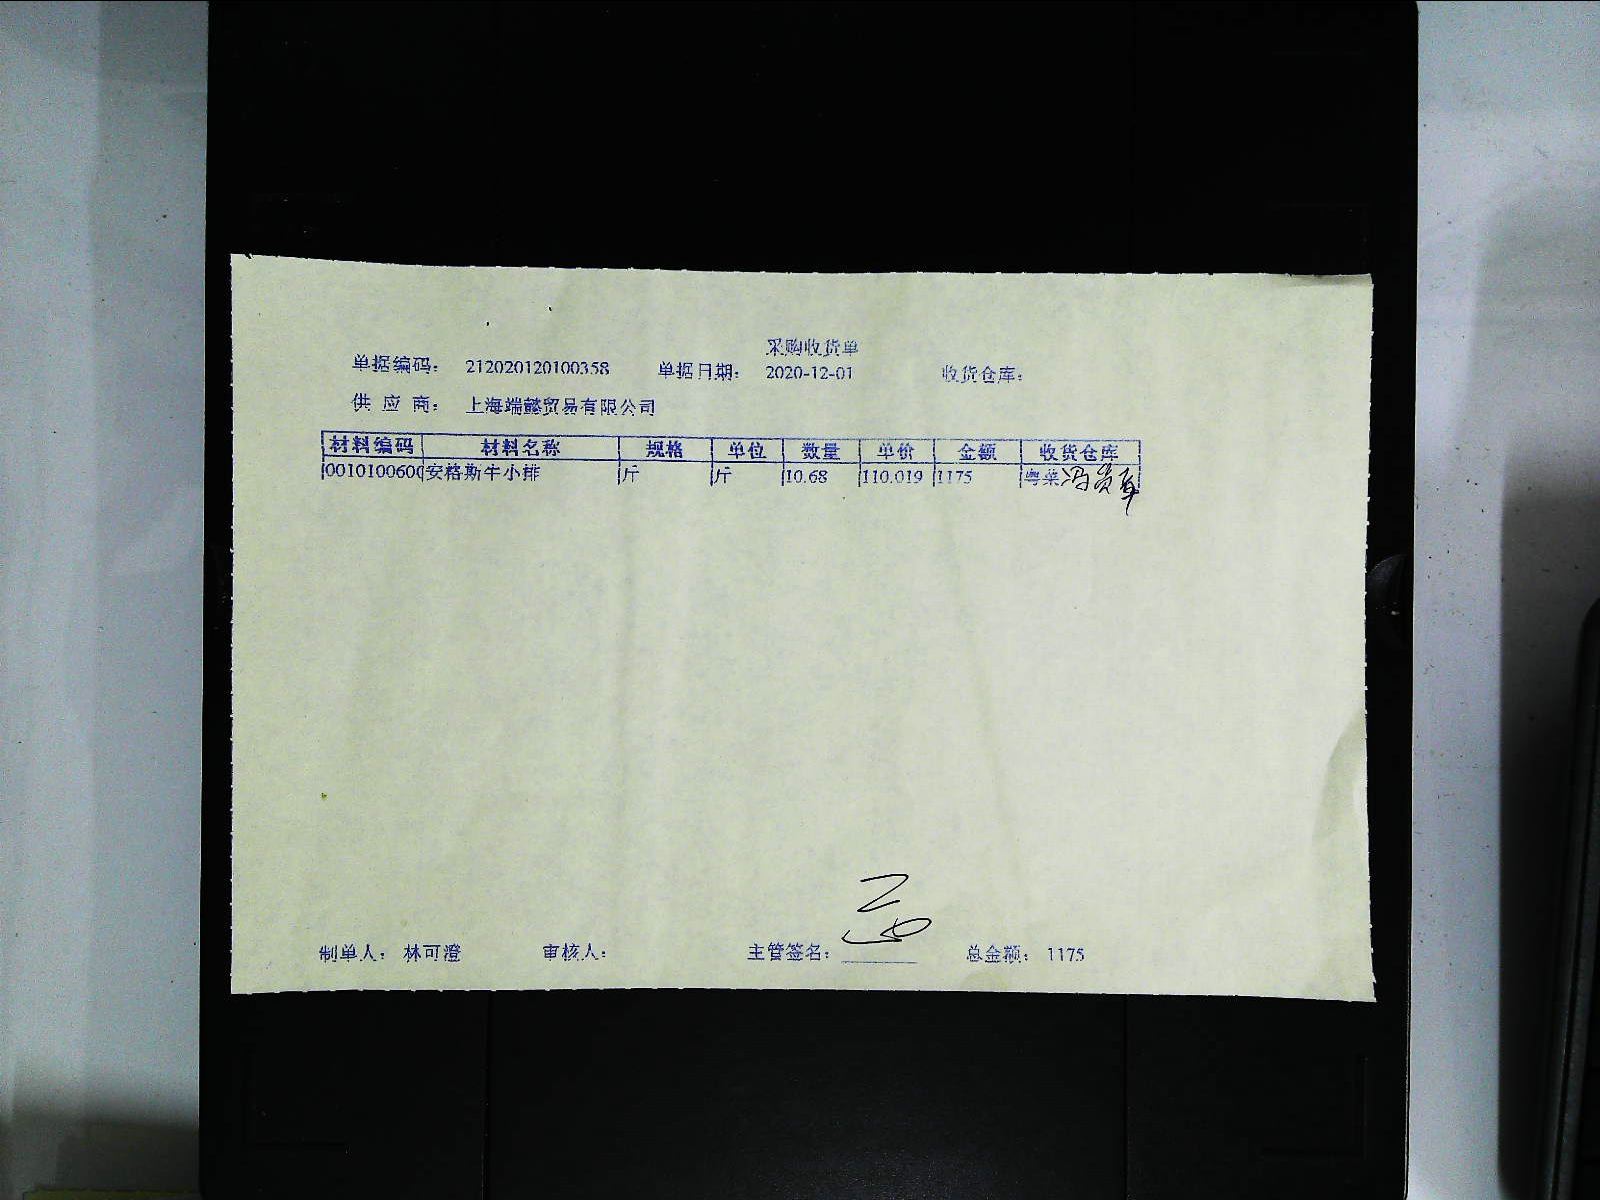 采购收货单
单据编码： 212020120100358 单据日期： 2020-12-01 收货仓库：
供应商： 上海端懿贸易有限公司
材料编码 材料名称 规格 单位 数量 单价 金额 收货仓库
0010100600 安格斯牛小排 斤 斤 10.68 110.019 1175 粤菜
制单人： 林可澄 审核人： 主管签名： 总金额： 1175